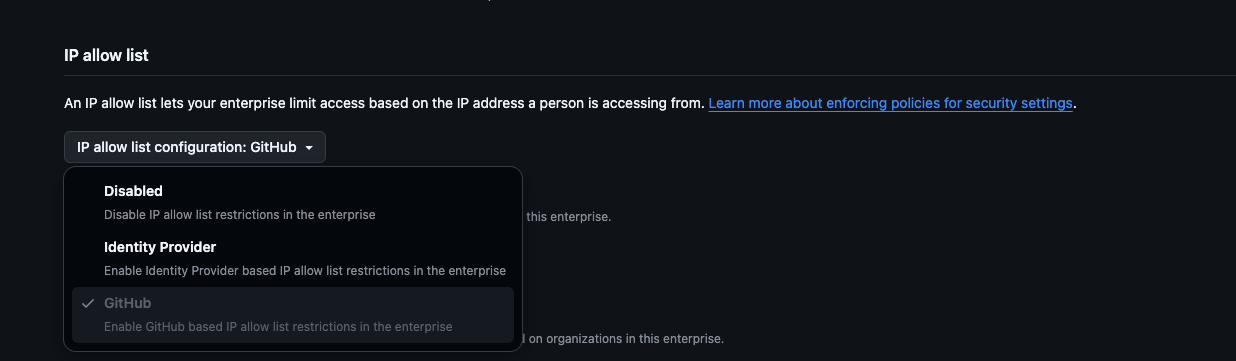 IP allow list
An IP allow list lets your enterprise limit access based on the IP address a person is accessing from. Learn more about enforcing policies for security settings.
IP allow list configuration: GitHub
Disabled
Disable IP allow list restrictions in the enterprise
this enterprise.
Identity Provider
Enable Identity Provider based IP allow list restrictions in the enterprise
GitHub
Enable GitHub based IP allow list restrictions in the enterprise
on organizations in this enterprise.